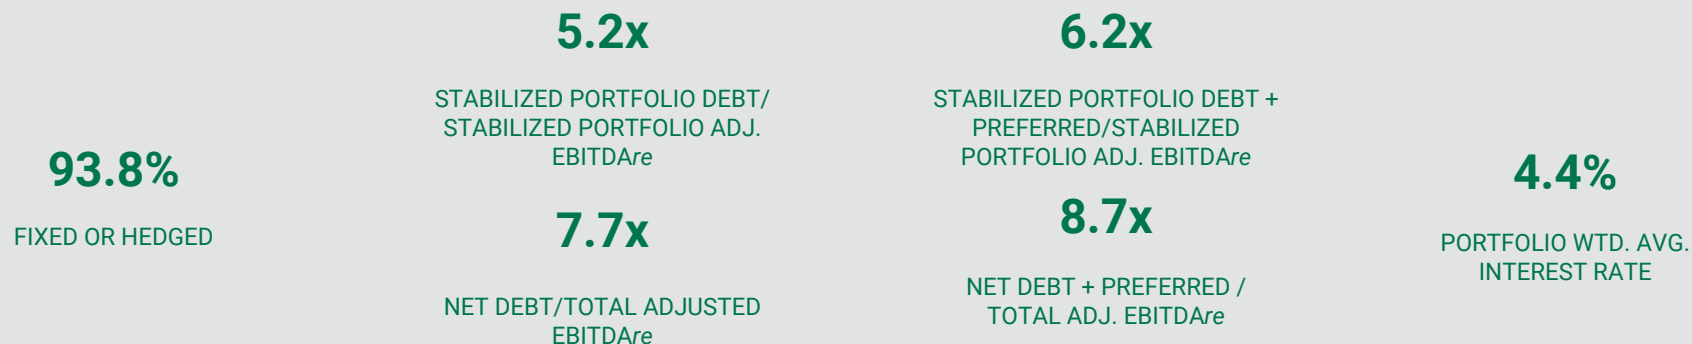 93.8%
FIXED OR HEDGED
5.2x
STABILIZED PORTFOLIO DEBT/
STABILIZED PORTFOLIO ADJ.
EBITDAre
7.7x
NET DEBT/TOTAL ADJUSTED
EBITDAre
6.2x
STABILIZED PORTFOLIO DEBT +
PREFERRED/STABILIZED
PORTFOLIO ADJ. EBITDAre
8.7x
NET DEBT + PREFERRED /
TOTAL ADJ. EBITDAre
4.4%
PORTFOLIO WTD. AVG.
INTEREST RATE